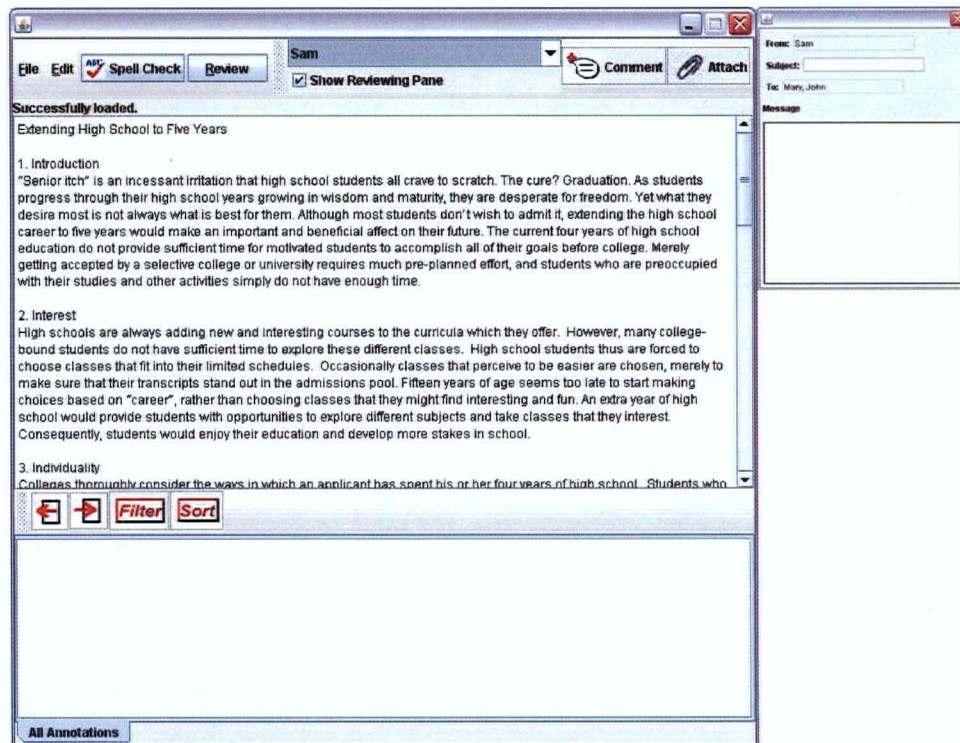 Sam
File Edit ABC Spell Check Review
Show Reviewing Pane
Comment Attach
Successfully loaded.
Extending High School to Five Years
1. Introduction
"Senior itch" is an incessant irritation that high school students all crave to scratch. The cure? Graduation. As students
progress through their high school years growing in wisdom and maturity, they are desperate for freedom. Yet what they
desire most is not always what is best for them. Although most students don't wish to admit it, extending the high school
career to five years would make an important and beneficial affect on their future. The current four years of high school
education do not provide sufficient time for motivated students to accomplish all of their goals before college. Merely
getting accepted by a selective college or university requires much pre-planned effort, and students who are preoccupied
with their studies and other activities simply do not have enough time.
2. Interest
High schools are always adding new and interesting courses to the curricula which they offer. However, many college-
bound students do not have sufficient time to explore these different classes. High school students thus are forced to
choose classes that fit into their limited schedules. Occasionally classes that perceive to be easier are chosen, merely to
make sure that their transcripts stand out in the admissions pool. Fifteen years of age seems too late to start making
choices based on "career", rather than choosing classes that they might find interesting and fun. An extra year of high
school would provide students with opportunities to explore different subjects and take classes that they interest.
Consequently, students would enjoy their education and develop more stakes in school.
3. Individuality
Colleges thoroughly consider the ways in which an applicant has spent his or her four years of high school. Students who
Filter Sort
All Annotations
From: Sam
Subject:
To: Mary, John
Message